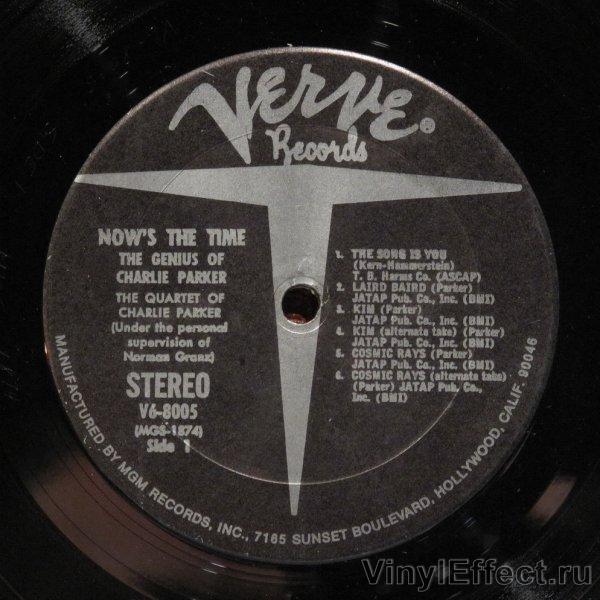 VERVE®
Records
NOW'S THE TIME
THE GENIUS OF
CHARLIE PARKER
THE QUARTET OF
CHARLIE PARKER
(Under the personal
supervision of
Norman Granz)
STEREO
V6-8005
(MGS-1874)
Side 1
1. THE SONG IS YOU
(Kern-Hammerstein)
T. B. Harms Co. (ASCAP)
2. LAIRD BAIRD (Parker)
JATAP Pub. Co., Inc. (BMI)
3. KIM (Parker)
JATAP Pub. Co., Inc. (BMI)
4. KIM (alternate take) (Parker)
JATAP Pub. Co., Inc. (BMI)
5. COSMIC RAYS (Parker)
JATAP Pub. Co., Inc. (BMI)
6. COSMIC RAYS (alternate take)
(Parker) JATAP Pub. Co.,
Inc. (BMI)
MANUFACTURED BY MGM RECORDS, INC., 7165 SUNSET BOULEVARD, HOLLYWOOD, CALIF. 90046
VinylEffect.ru